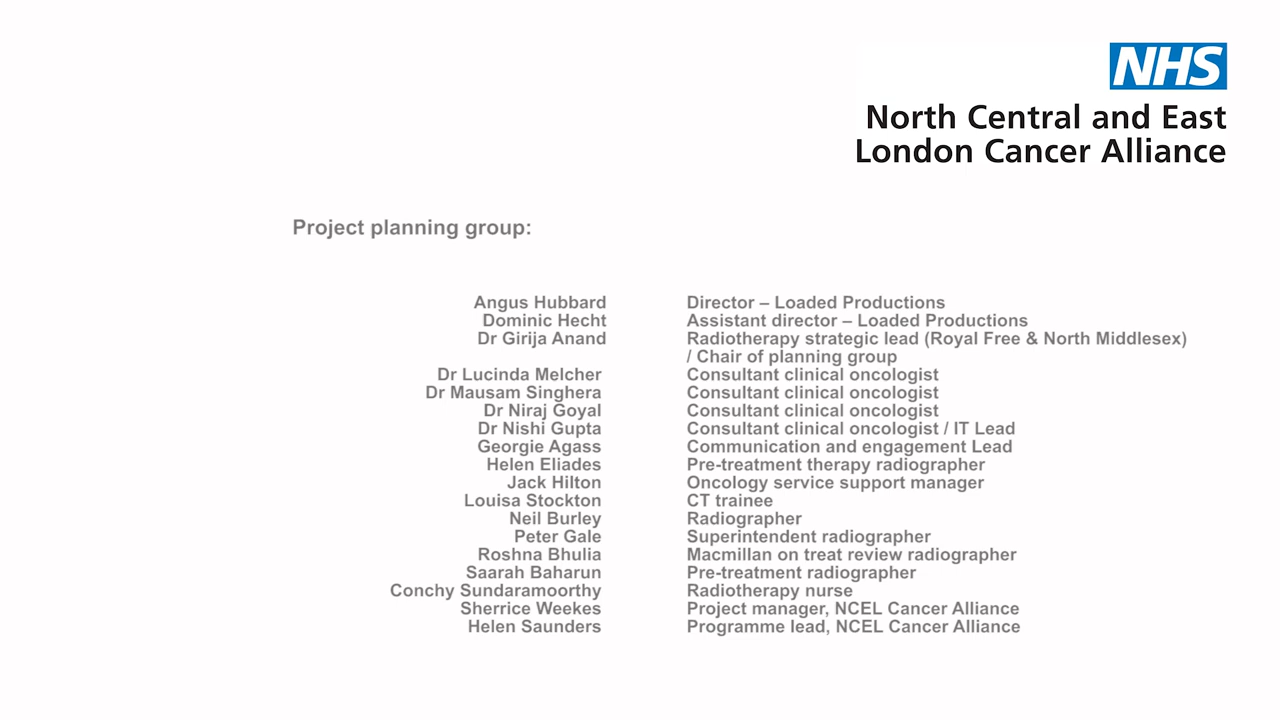 NHS
North Central and East
London Cancer Alliance
Project planning group:
Angus Hubbard Director – Loaded Productions
Dominic Hecht Assistant director – Loaded Productions
Dr Girija Anand Radiotherapy strategic lead (Royal Free & North Middlesex)
/ Chair of planning group
Dr Lucinda Melcher Consultant clinical oncologist
Dr Mausam Singhera Consultant clinical oncologist
Dr Niraj Goyal Consultant clinical oncologist
Dr Nishi Gupta Consultant clinical oncologist / IT Lead
Georgie Agass Communication and engagement Lead
Helen Eliades Pre-treatment therapy radiographer
Jack Hilton Oncology service support manager
Louisa Stockton CT trainee
Neil Burley Radiographer
Peter Gale Superintendent radiographer
Roshna Bhulia Macmillan on treat review radiographer
Saarah Baharun Pre-treatment radiographer
Conchy Sundaramoorthy Radiotherapy nurse
Sherrice Weekes Project manager, NCEL Cancer Alliance
Helen Saunders Programme lead, NCEL Cancer Alliance